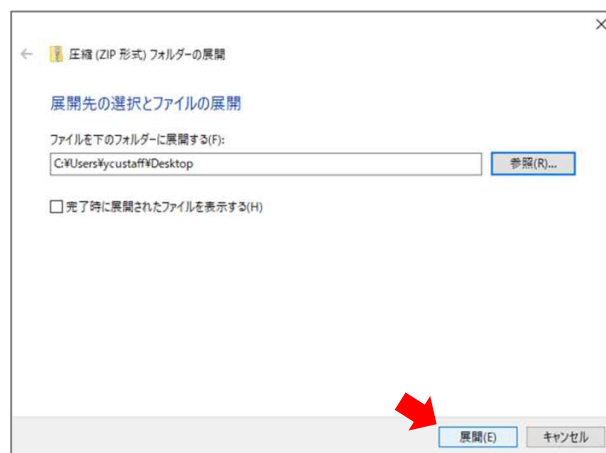 圧縮 (ZIP 形式) フォルダーの展開
展開先の選択とファイルの展開
ファイルを下のフォルダーに展開する(F):
C:¥Users¥ycustaff¥Desktop
参照(R)...
完了時に展開されたファイルを表示する(H)
展開(E)
キャンセル